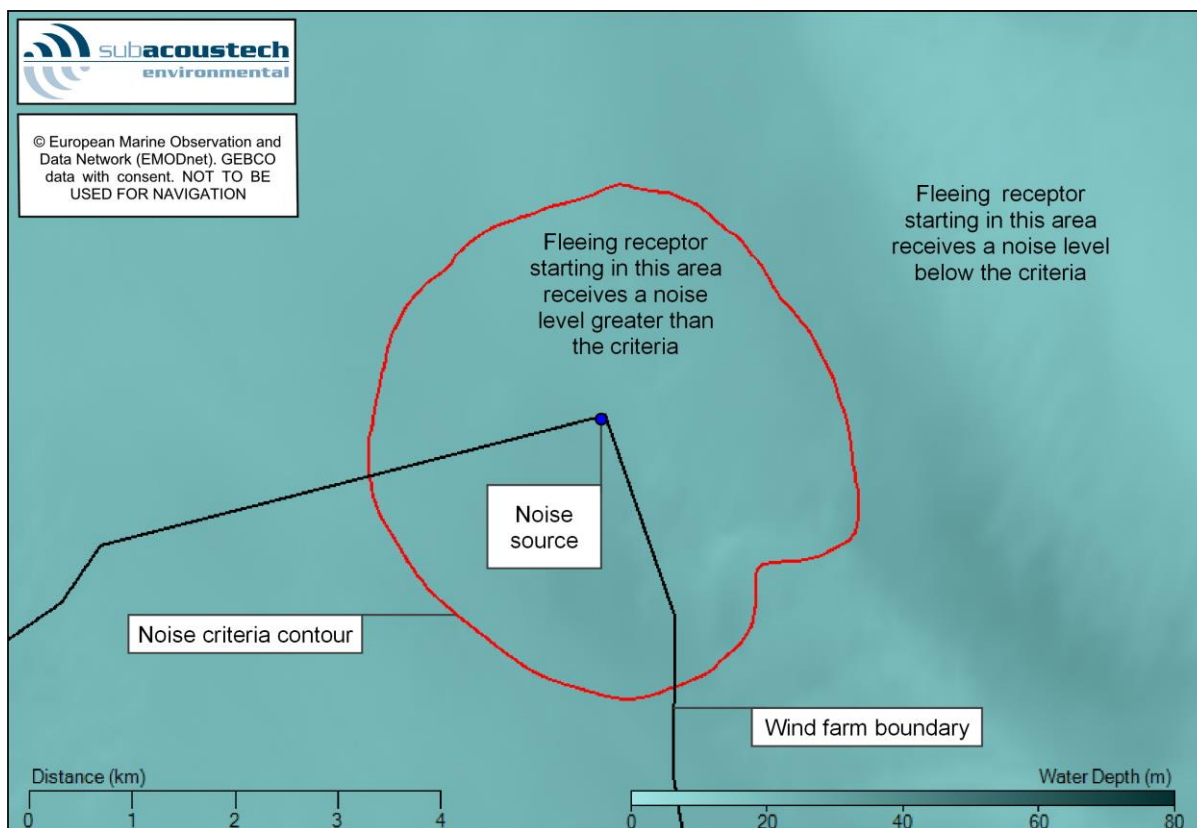 subacoustech
environmental
© European Marine Observation and
Data Network (EMODnet). GEBCO
data with consent. NOT TO BE
USED FOR NAVIGATION
Fleeing receptor
starting in this area
receives a noise
level greater than
the criteria
Fleeing receptor
starting in this area
receives a noise level
below the criteria
Noise
source
Noise criteria contour
Wind farm boundary
Distance (km)
0 1 2 3 4
Water Depth (m)
0 20 40 60 80